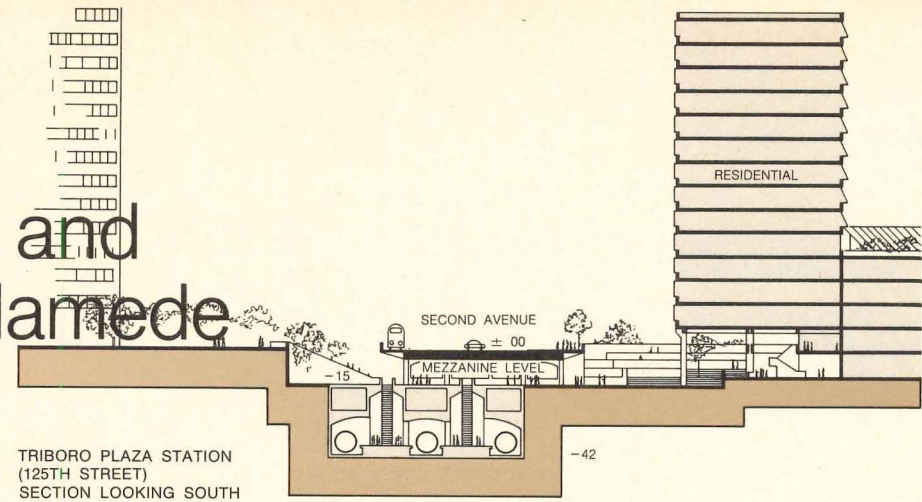 RESIDENTIAL
and
lamede
SECOND AVENUE
± 00
MEZZANINE LEVEL
−15
−42
TRIBORO PLAZA STATION
(125TH STREET)
SECTION LOOKING SOUTH